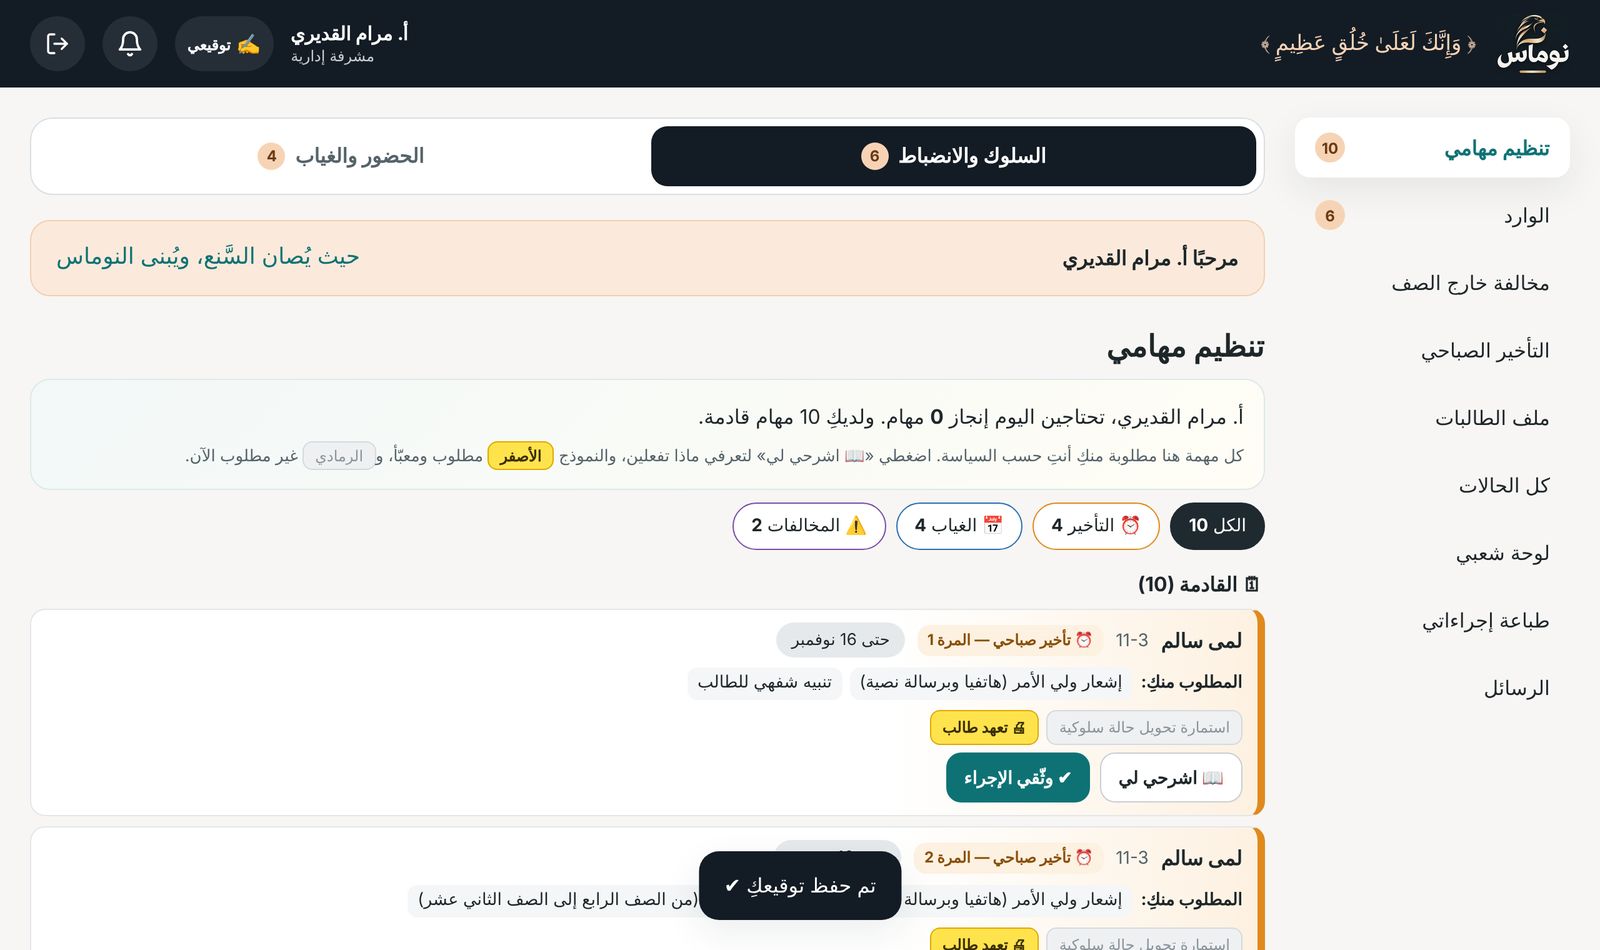 نوماس
﴿ وَإِنَّكَ لَعَلَىٰ خُلُقٍ عَظِيمٍ ﴾
أ. مرام القديري
مشرفة إدارية
✍️ توقيعي
تنظيم مهامي 10
الوارد 6
مخالفة خارج الصف
التأخير الصباحي
ملف الطالبات
كل الحالات
لوحة شعبي
طباعة إجراءاتي
الرسائل
السلوك والانضباط 6
الحضور والغياب 4
مرحبًا أ. مرام القديري
حيث يُصان السَّنع، ويُبنى النوماس
تنظيم مهامي
أ. مرام القديري، تحتاجين اليوم إنجاز 0 مهام. ولديكِ 10 مهام قادمة.
كل مهمة هنا مطلوبة منكِ أنتِ حسب السياسة. اضغطي «📖 اشرحي لي» لتعرفي ماذا تفعلين، والنموذج الأصفر مطلوب ومعبّأ، و الرمادي غير مطلوب الآن.
الكل 10
⏰ التأخير 4
📅 الغياب 4
⚠️ المخالفات 2
🗓 القادمة (10)
لمى سالم 11-3 ⏰ تأخير صباحي — المرة 1 حتى 16 نوفمبر
المطلوب منكِ: إشعار ولي الأمر (هاتفيا وبرسالة نصية) تنبيه شفهي للطالب
استمارة تحويل حالة سلوكية 🖨 تعهد طالب
📖 اشرحي لي ✔ وثّقي الإجراء
لمى سالم 11-3 ⏰ تأخير صباحي — المرة 2
المطلوب منكِ: إشعار ولي الأمر (هاتفيا وبرسالة (من الصف الرابع إلى الصف الثاني عشر)
استمارة تحويل حالة سلوكية 🖨 تعهد طالب
تم حفظ توقيعكِ ✔